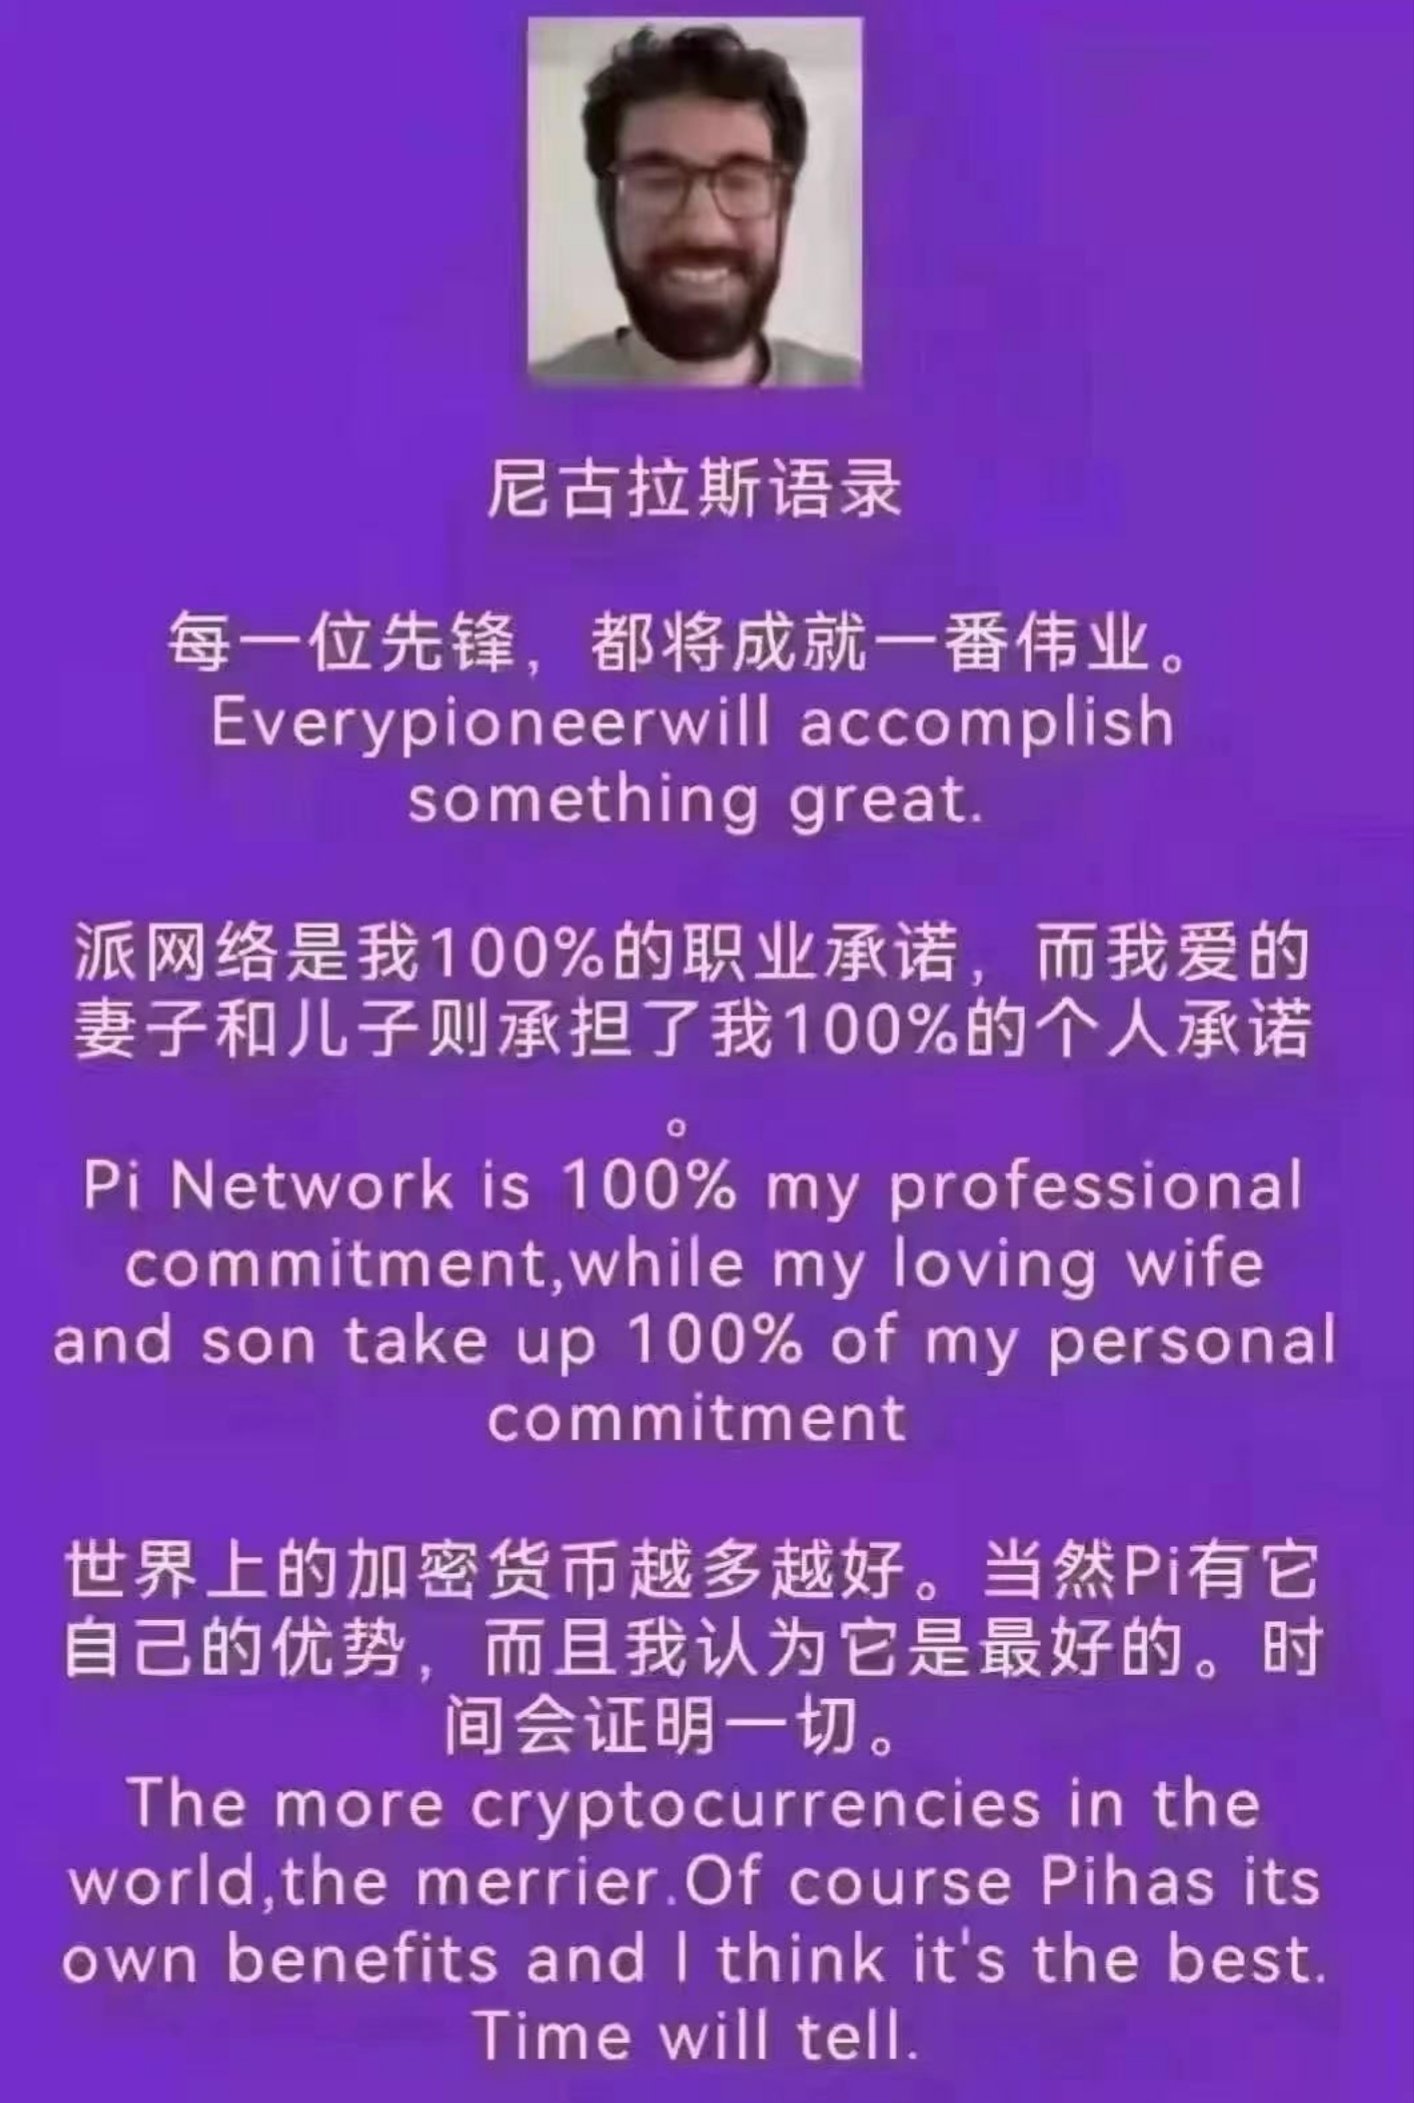 尼古拉斯语录
每一位先锋，都将成就一番伟业。
Everypioneerwill accomplish
something great.
派网络是我100%的职业承诺，而我爱的
妻子和儿子则承担了我100%的个人承诺
。
Pi Network is 100% my professional
commitment,while my loving wife
and son take up 100% of my personal
commitment
世界上的加密货币越多越好。当然Pi有它
自己的优势，而且我认为它是最好的。时
间会证明一切。
The more cryptocurrencies in the
world,the merrier.Of course Pihas its
own benefits and I think it's the best.
Time will tell.